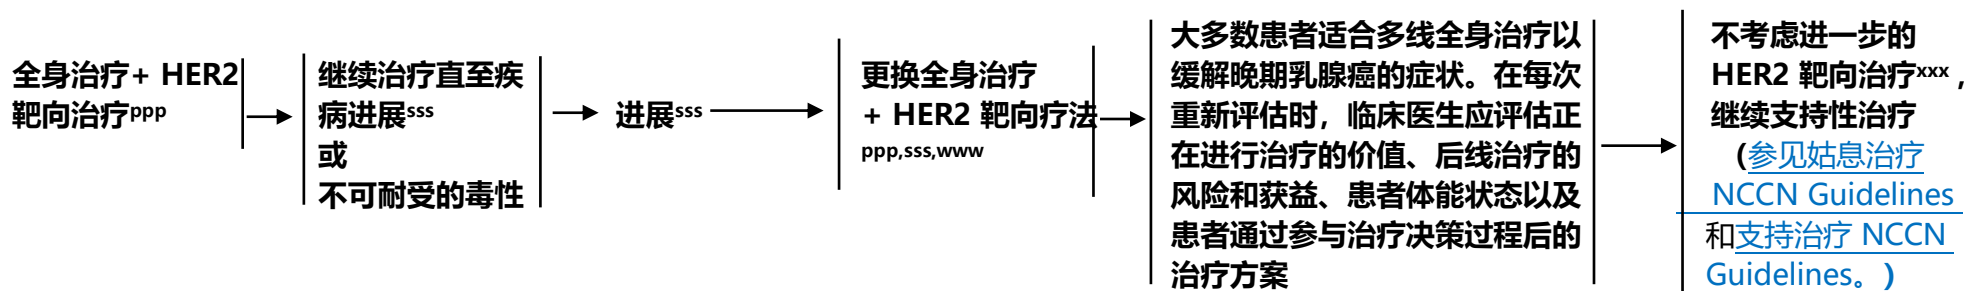 全身治疗+ HER2
靶向治疗ppp
继续治疗直至疾
病进展sss
或
不可耐受的毒性
进展sss
更换全身治疗
+ HER2 靶向疗法
ppp,sss,www
大多数患者适合多线全身治疗以
缓解晚期乳腺癌的症状。在每次
重新评估时，临床医生应评估正
在进行治疗的价值、后线治疗的
风险和获益、患者体能状态以及
患者通过参与治疗决策过程后的
治疗方案
不考虑进一步的
HER2 靶向治疗xxx，
继续支持性治疗
(参见姑息治疗
NCCN Guidelines
和支持治疗 NCCN
Guidelines。)